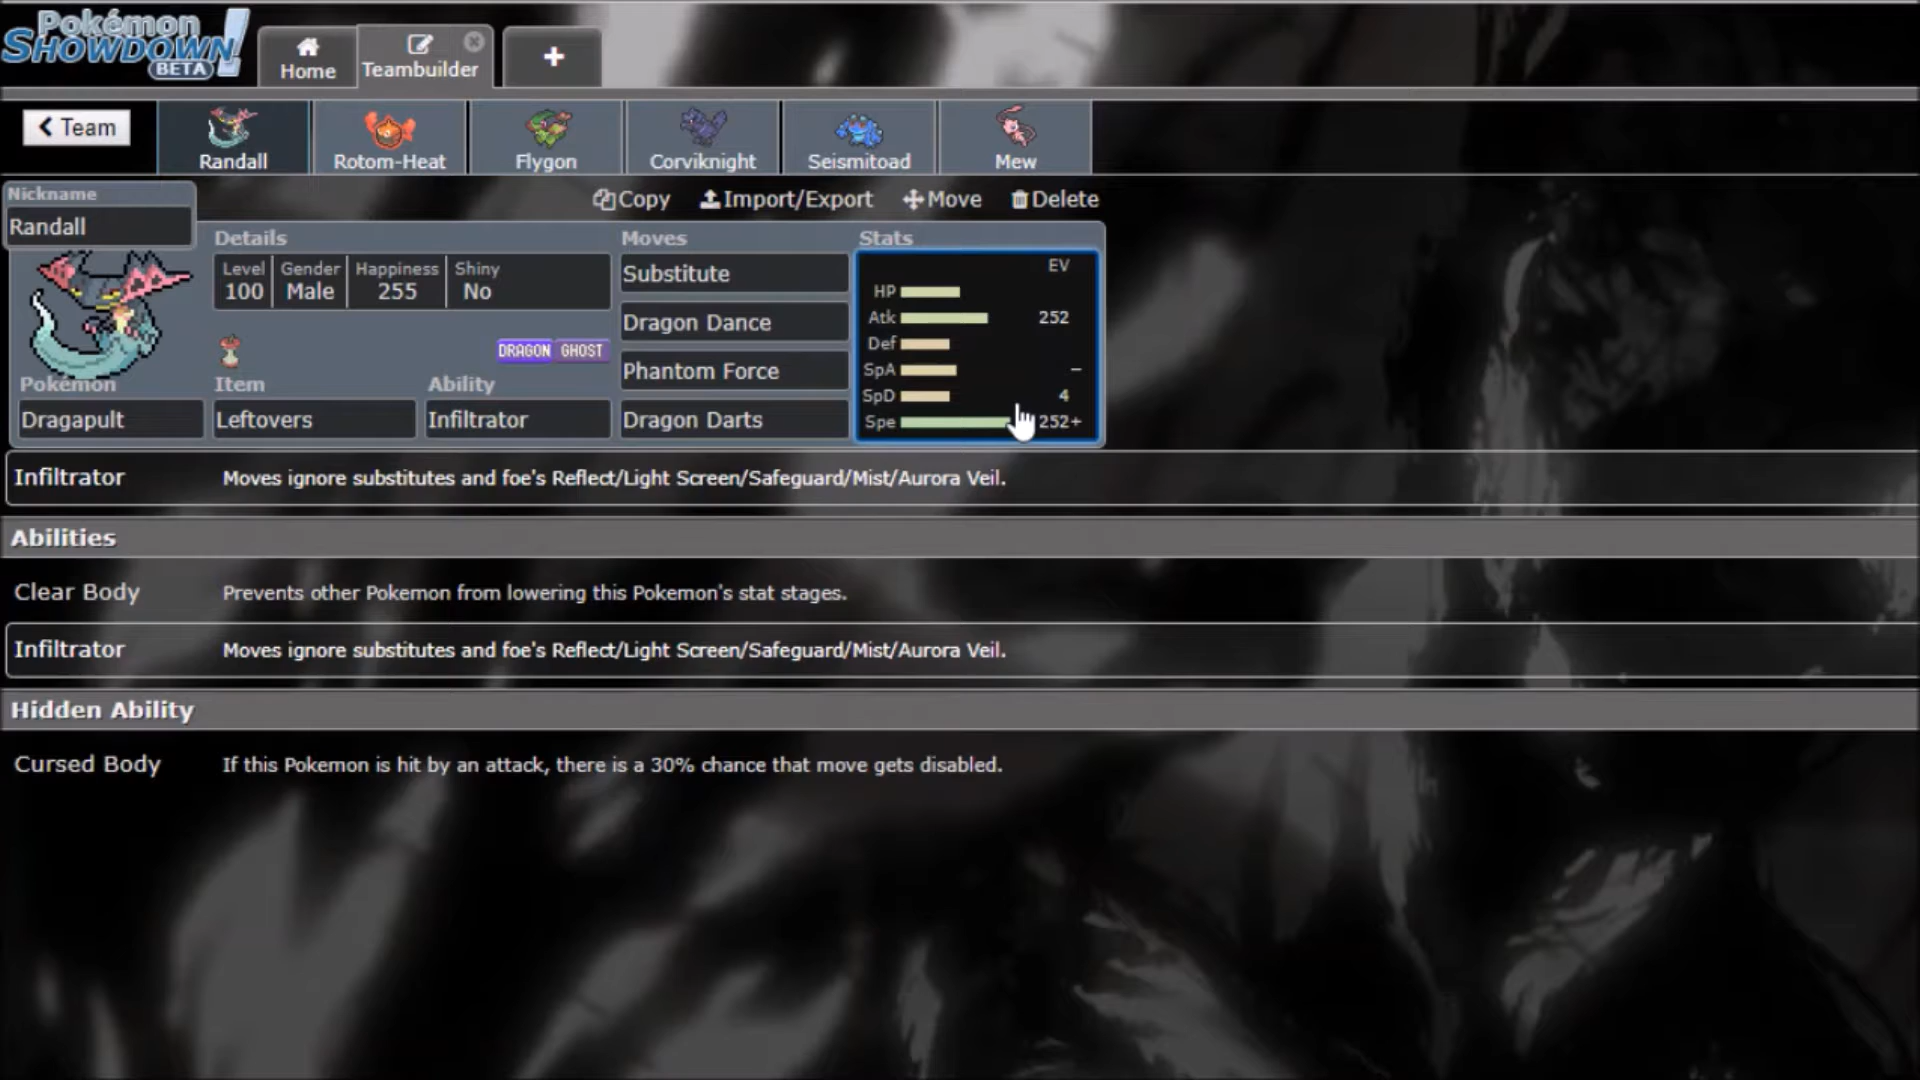 Pokémon
SHOWDOWN!
BETA
Home
Teambuilder
+
Team
Randall
Rotom-Heat
Flygon
Corviknight
Seismitoad
Mew
Copy
Import/Export
Move
Delete
Nickname
Randall
Details
Moves
Stats
Level
100
Gender
Male
Happiness
255
Shiny
No
DRAGON GHOST
Pokémon
Dragapult
Item
Leftovers
Ability
Infiltrator
Substitute
Dragon Dance
Phantom Force
Dragon Darts
EV
HP
Atk 252
Def
SpA –
SpD 4
Spe 252+
Infiltrator Moves ignore substitutes and foe's Reflect/Light Screen/Safeguard/Mist/Aurora Veil.
Abilities
Clear Body Prevents other Pokemon from lowering this Pokemon's stat stages.
Infiltrator Moves ignore substitutes and foe's Reflect/Light Screen/Safeguard/Mist/Aurora Veil.
Hidden Ability
Cursed Body If this Pokemon is hit by an attack, there is a 30% chance that move gets disabled.